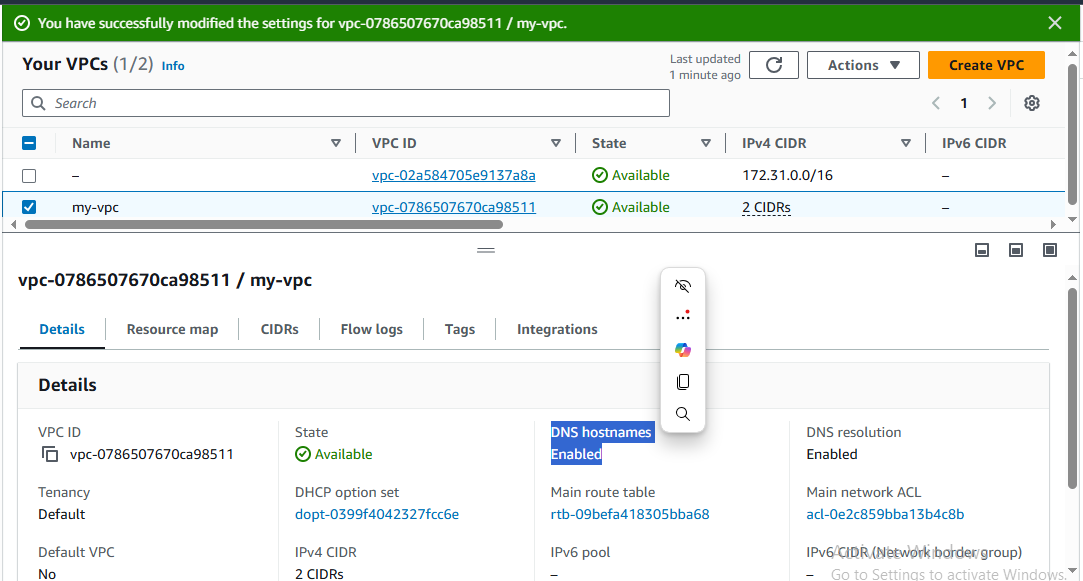 You have successfully modified the settings for vpc-0786507670ca98511 / my-vpc.
Your VPCs (1/2) Info
Last updated
1 minute ago
Actions
Create VPC
Search
1
Name VPC ID State IPv4 CIDR IPv6 CIDR
– vpc-02a584705e9137a8a Available 172.31.0.0/16 –
my-vpc vpc-0786507670ca98511 Available 2 CIDRs –
vpc-0786507670ca98511 / my-vpc
Details Resource map CIDRs Flow logs Tags Integrations
Details
VPC ID State DNS hostnames DNS resolution
vpc-0786507670ca98511 Available Enabled Enabled
Tenancy DHCP option set Main route table Main network ACL
Default dopt-0399f4042327fcc6e rtb-09befa418305bba68 acl-0e2c859bba13b4c8b
Default VPC IPv4 CIDR IPv6 pool IPv6 CIDR (Network border group)
No 2 CIDRs – –
Activate Windows
Go to Settings to activate Windows.